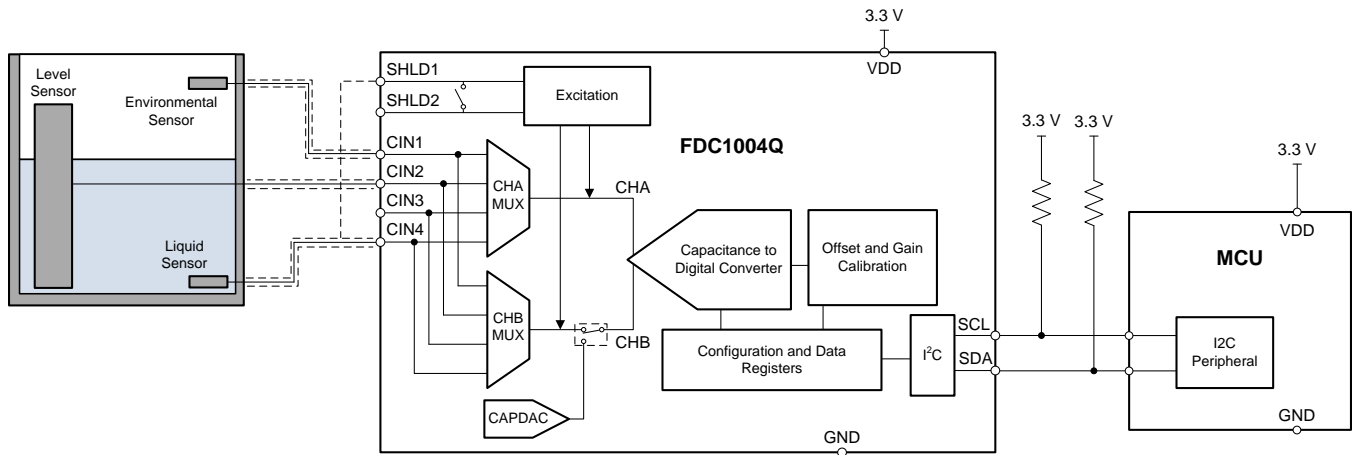 Level
Sensor
Environmental
Sensor
Liquid
Sensor
SHLD1
SHLD2
CIN1
CIN2
CIN3
CIN4
Excitation
3.3 V
VDD
FDC1004Q
CHA
MUX
CHA
CHB
MUX
CHB
CAPDAC
Capacitance to
Digital Converter
Offset and Gain
Calibration
Configuration and Data
Registers
I²C
SCL
SDA
GND
3.3 V
3.3 V
3.3 V
VDD
MCU
I2C
Peripheral
GND